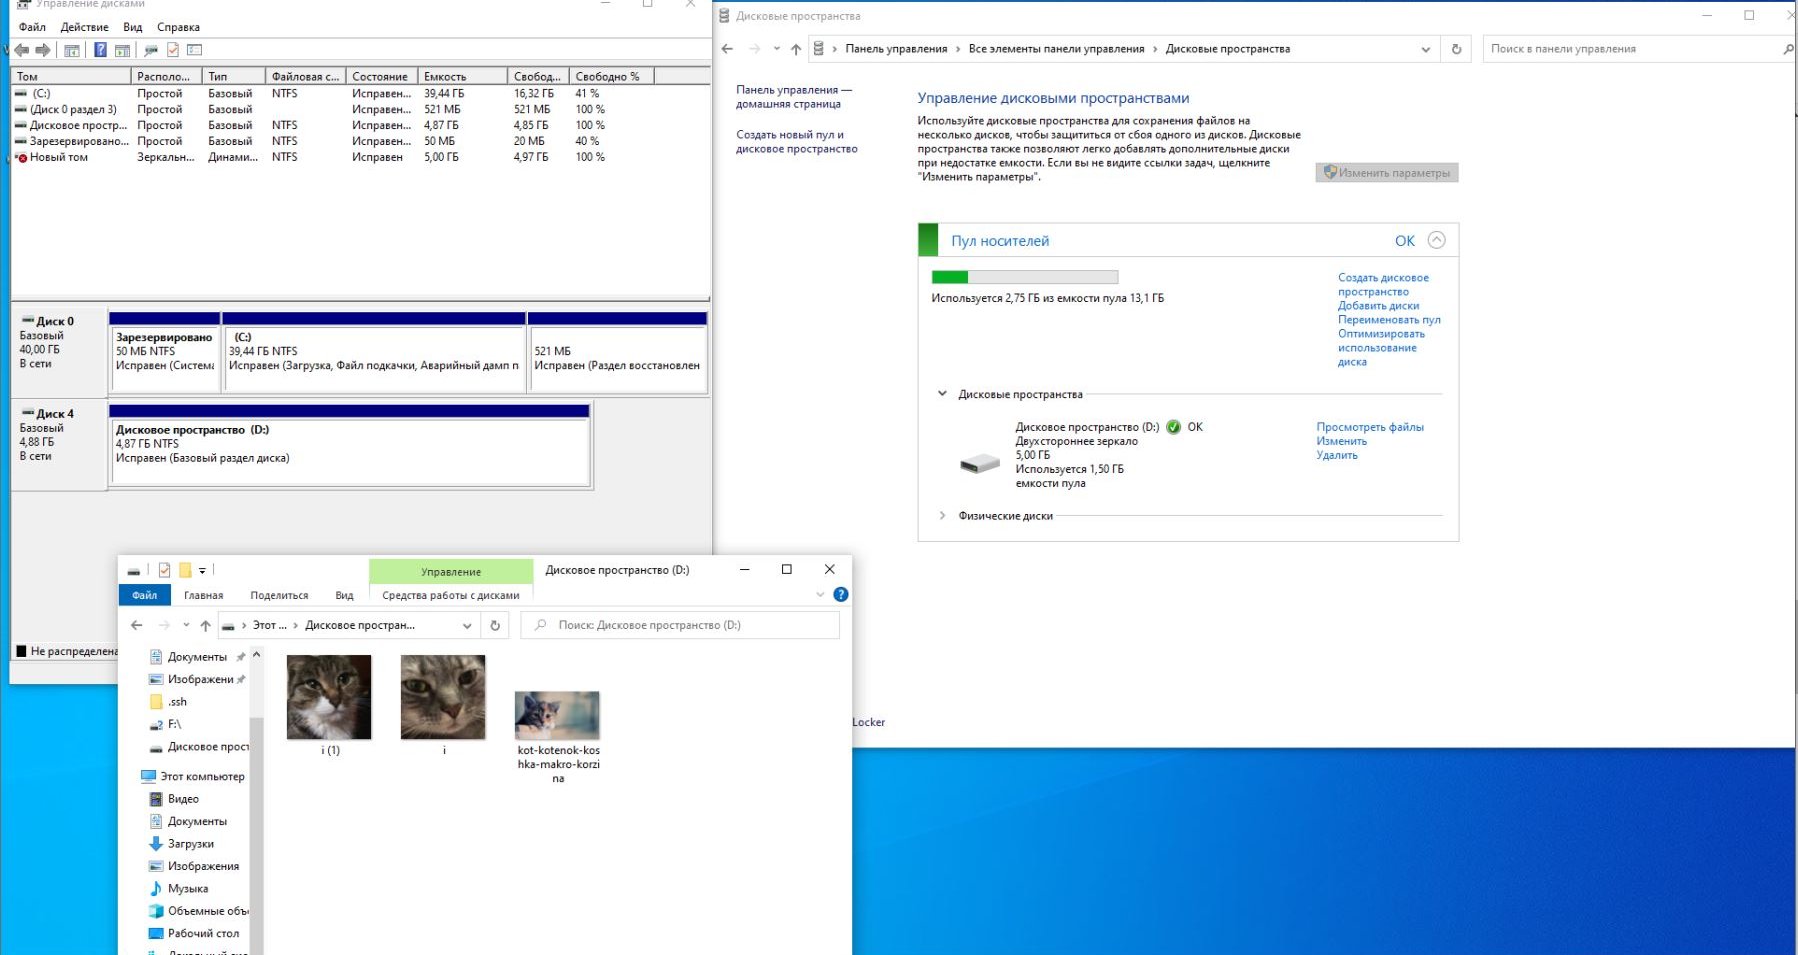 Управление дисками
Файл Действие Вид Справка
Том Располо... Тип Файловая с... Состояние Емкость Свобод... Свободно %
(C:) Простой Базовый NTFS Исправен... 39,44 ГБ 16,32 ГБ 41 %
(Диск 0 раздел 3) Простой Базовый Исправен... 521 МБ 521 МБ 100 %
Дисковое простр... Простой Базовый NTFS Исправен... 4,87 ГБ 4,85 ГБ 100 %
Зарезервировано... Простой Базовый NTFS Исправен... 50 МБ 20 МБ 40 %
Новый том Зеркальн... Динами... NTFS Исправен 5,00 ГБ 4,97 ГБ 100 %
Диск 0
Базовый
40,00 ГБ
В сети
Зарезервировано
50 МБ NTFS
Исправен (Система
(C:)
39,44 ГБ NTFS
Исправен (Загрузка, Файл подкачки, Аварийный дамп п
521 МБ
Исправен (Раздел восстановлен
Диск 4
Базовый
4,88 ГБ
В сети
Дисковое пространство (D:)
4,87 ГБ NTFS
Исправен (Базовый раздел диска)
Не распределена
Дисковые пространства
Панель управления Все элементы панели управления Дисковые пространства
Поиск в панели управления
Панель управления —
домашняя страница
Создать новый пул и
дисковое пространство
Управление дисковыми пространствами
Используйте дисковые пространства для сохранения файлов на
несколько дисков, чтобы защититься от сбоя одного из дисков. Дисковые
пространства также позволяют легко добавлять дополнительные диски
при недостатке емкости. Если вы не видите ссылки задач, щелкните
"Изменить параметры".
Изменить параметры
Пул носителей
ОК
Используется 2,75 ГБ из емкости пула 13,1 ГБ
Создать дисковое
пространство
Добавить диски
Переименовать пул
Оптимизировать
использование
диска
Дисковые пространства
Дисковое пространство (D:) ОК
Двухстороннее зеркало
5,00 ГБ
Используется 1,50 ГБ
емкости пула
Просмотреть файлы
Изменить
Удалить
Физические диски
Locker
Управление
Дисковое пространство (D:)
Файл Главная Поделиться Вид Средства работы с дисками
Этот ... Дисковое простран...
Поиск: Дисковое пространство (D:)
Документы
Изображени
.ssh
F:\
Дисковое прост
Этот компьютер
Видео
Документы
Загрузки
Изображения
Музыка
Объемные объ
Рабочий стол
i (1)
i
kot-kotenok-kos
hka-makro-korzi
na